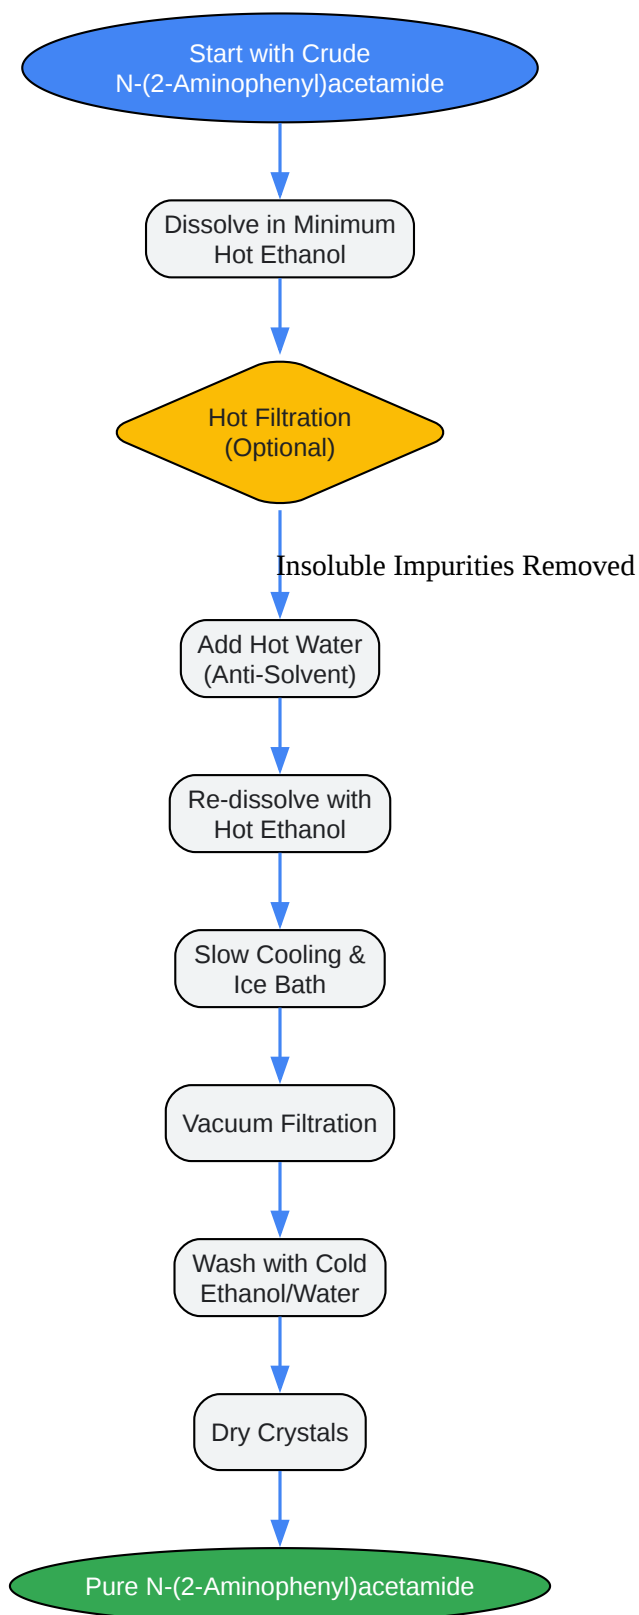 Start with Crude
N-(2-Aminophenyl)acetamide
Dissolve in Minimum
Hot Ethanol
Hot Filtration
(Optional)
Insoluble Impurities Removed
Add Hot Water
(Anti-Solvent)
Re-dissolve with
Hot Ethanol
Slow Cooling &
Ice Bath
Vacuum Filtration
Wash with Cold
Ethanol/Water
Dry Crystals
Pure N-(2-Aminophenyl)acetamide